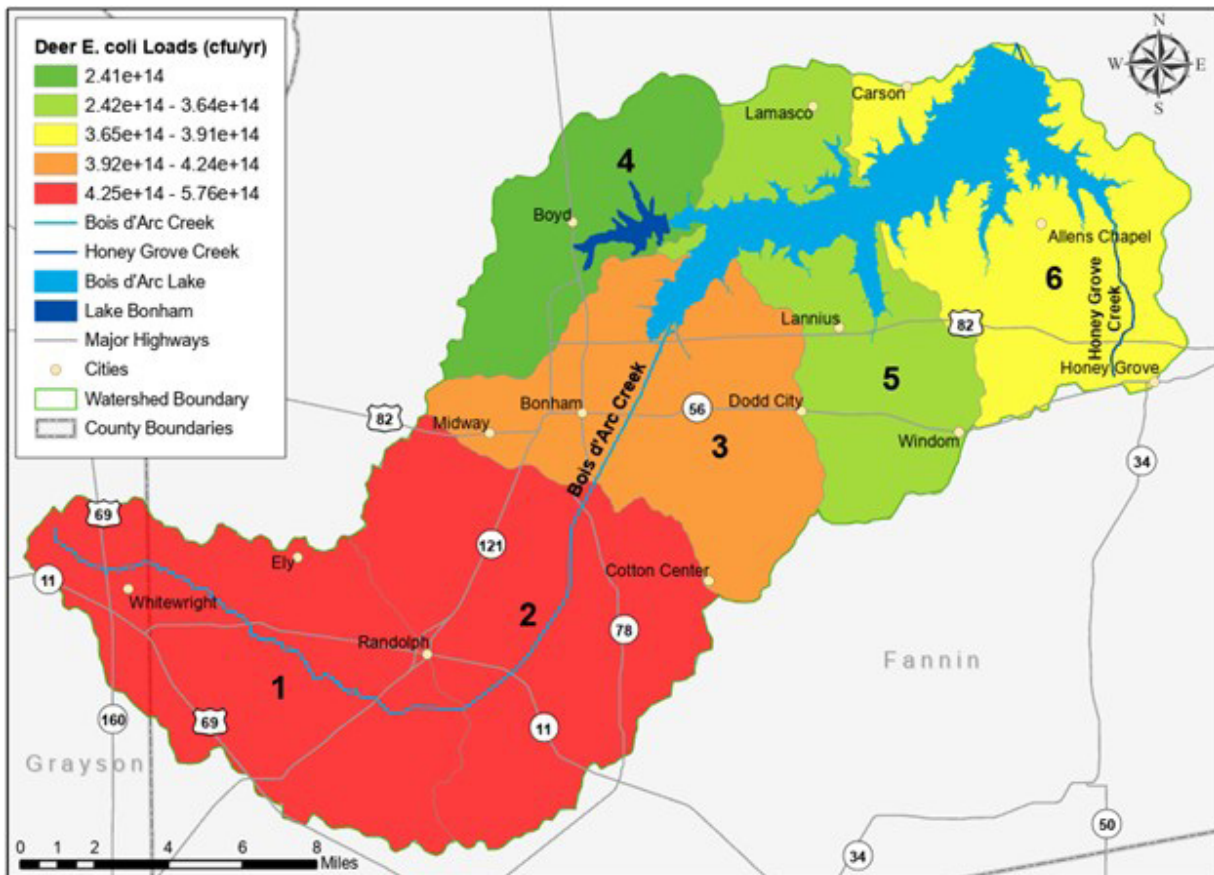 Deer E. coli Loads (cfu/yr)
2.41e+14
2.42e+14 - 3.64e+14
3.65e+14 - 3.91e+14
3.92e+14 - 4.24e+14
4.25e+14 - 5.76e+14
Bois d'Arc Creek
Honey Grove Creek
Bois d'Arc Lake
Lake Bonham
Major Highways
Cities
Watershed Boundary
County Boundaries
N
W E
S
Carson
Lamasco
4
Boyd
Allens Chapel
6
Honey Grove
Creek
Lannius
82
5
Honey Grove
Bonham
56
Dodd City
82
Midway
Bois d'Arc Creek
3
Windom
34
69
121
Ely
Cotton Center
11
Whitewright
2
78
Randolph
Fannin
1
160
69
11
Grayson
50
34
0 1 2 4 6 8
Miles